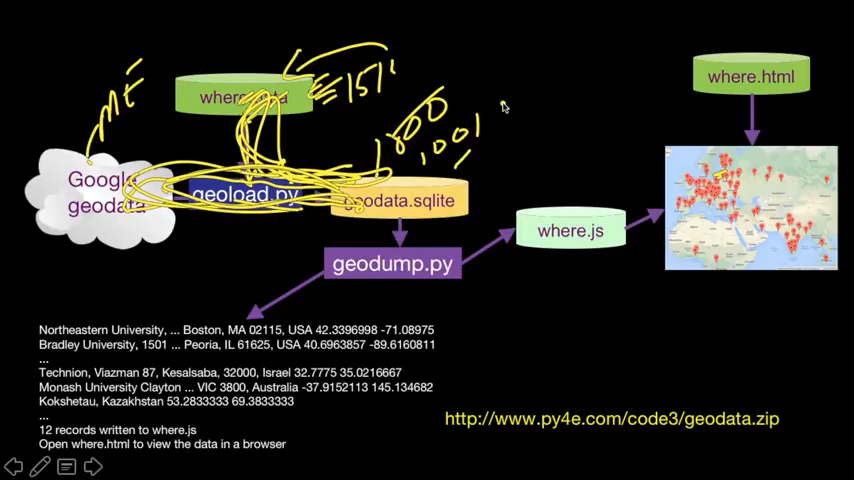 where.html
where.data
1000
1001
Google
geodata
geoload.py
geodata.sqlite
where.js
geodump.py
Northeastern University, ... Boston, MA 02115, USA 42.3396998 -71.08975
Bradley University, 1501 ... Peoria, IL 61625, USA 40.6963857 -89.6160811
...
Technion, Viazman 87, Kesalsaba, 32000, Israel 32.7775 35.0216667
Monash University Clayton ... VIC 3800, Australia -37.9152113 145.134682
Kokshetau, Kazakhstan 53.2833333 69.3833333
...
12 records written to where.js
Open where.html to view the data in a browser
http://www.py4e.com/code3/geodata.zip